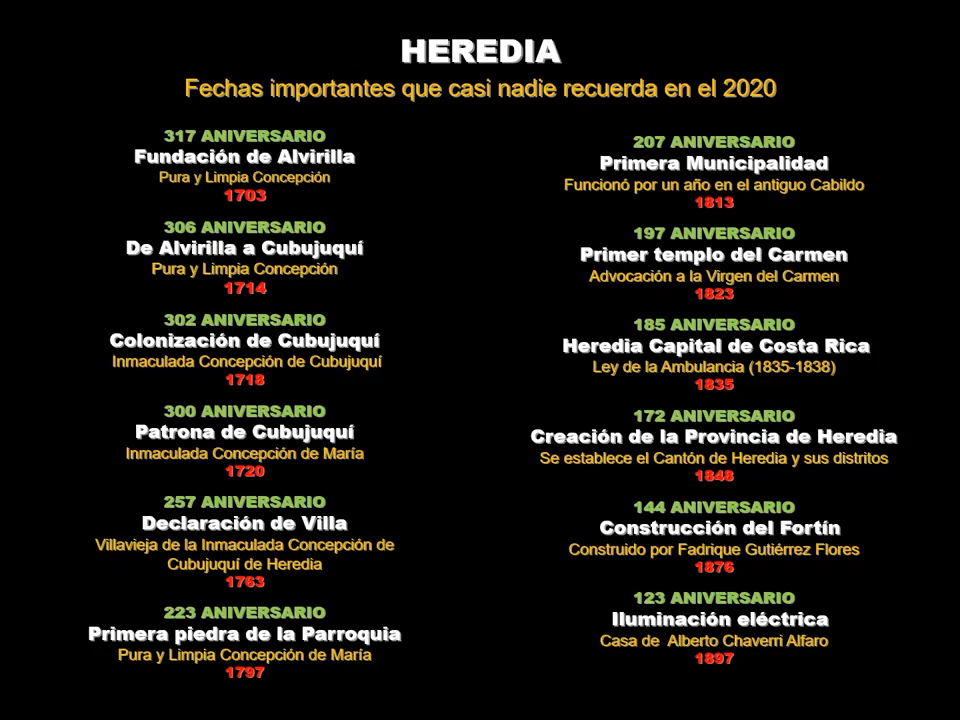 HEREDIA
Fechas importantes que casi nadie recuerda en el 2020
317 ANIVERSARIO
Fundación de Alvirilla
Pura y Limpia Concepción
1703
306 ANIVERSARIO
De Alvirilla a Cubujuquí
Pura y Limpia Concepción
1714
302 ANIVERSARIO
Colonización de Cubujuquí
Inmaculada Concepción de Cubujuquí
1718
300 ANIVERSARIO
Patrona de Cubujuquí
Inmaculada Concepción de María
1720
257 ANIVERSARIO
Declaración de Villa
Villavieja de la Inmaculada Concepción de
Cubujuquí de Heredia
1763
223 ANIVERSARIO
Primera piedra de la Parroquia
Pura y Limpia Concepción de María
1797
207 ANIVERSARIO
Primera Municipalidad
Funcionó por un año en el antiguo Cabildo
1813
197 ANIVERSARIO
Primer templo del Carmen
Advocación a la Virgen del Carmen
1823
185 ANIVERSARIO
Heredia Capital de Costa Rica
Ley de la Ambulancia (1835-1838)
1835
172 ANIVERSARIO
Creación de la Provincia de Heredia
Se establece el Cantón de Heredia y sus distritos
1848
144 ANIVERSARIO
Construcción del Fortín
Construido por Fadrique Gutiérrez Flores
1876
123 ANIVERSARIO
Iluminación eléctrica
Casa de Alberto Chaverri Alfaro
1897